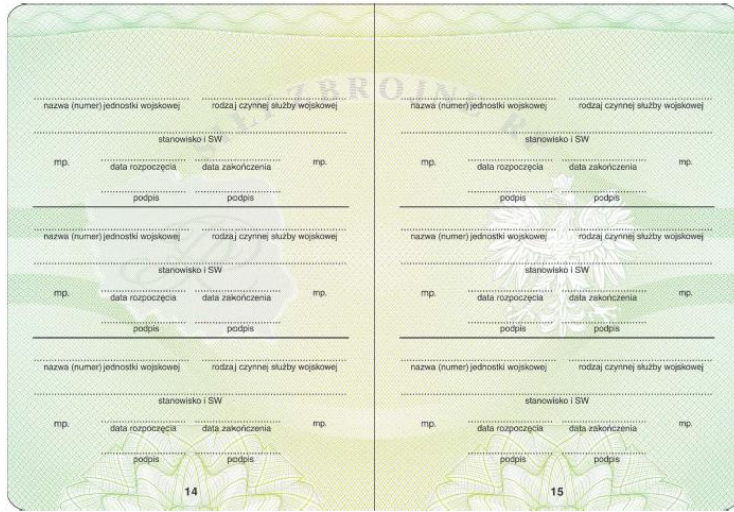 SIŁY ZBROJNE R
nazwa (numer) jednostki wojskowej rodzaj czynnej służby wojskowej
stanowisko i SW
mp. data rozpoczęcia data zakończenia mp.
podpis podpis
nazwa (numer) jednostki wojskowej rodzaj czynnej służby wojskowej
stanowisko i SW
mp. data rozpoczęcia data zakończenia mp.
podpis podpis
nazwa (numer) jednostki wojskowej rodzaj czynnej służby wojskowej
stanowisko i SW
mp. data rozpoczęcia data zakończenia mp.
podpis podpis
14
nazwa (numer) jednostki wojskowej rodzaj czynnej służby wojskowej
stanowisko i SW
mp. data rozpoczęcia data zakończenia mp.
podpis podpis
nazwa (numer) jednostki wojskowej rodzaj czynnej służby wojskowej
stanowisko i SW
mp. data rozpoczęcia data zakończenia mp.
podpis podpis
nazwa (numer) jednostki wojskowej rodzaj czynnej służby wojskowej
stanowisko i SW
mp. data rozpoczęcia data zakończenia mp.
podpis podpis
15